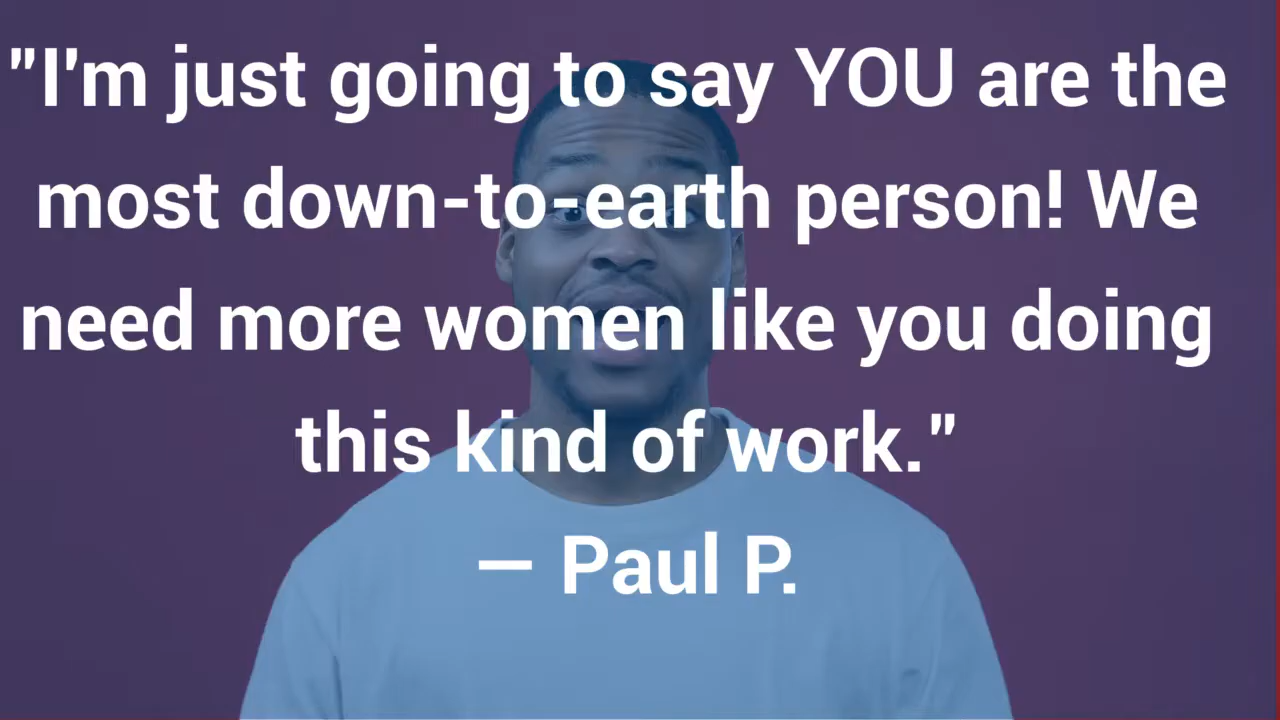 "I'm just going to say YOU are the
most down-to-earth person! We
need more women like you doing
this kind of work."
– Paul P.